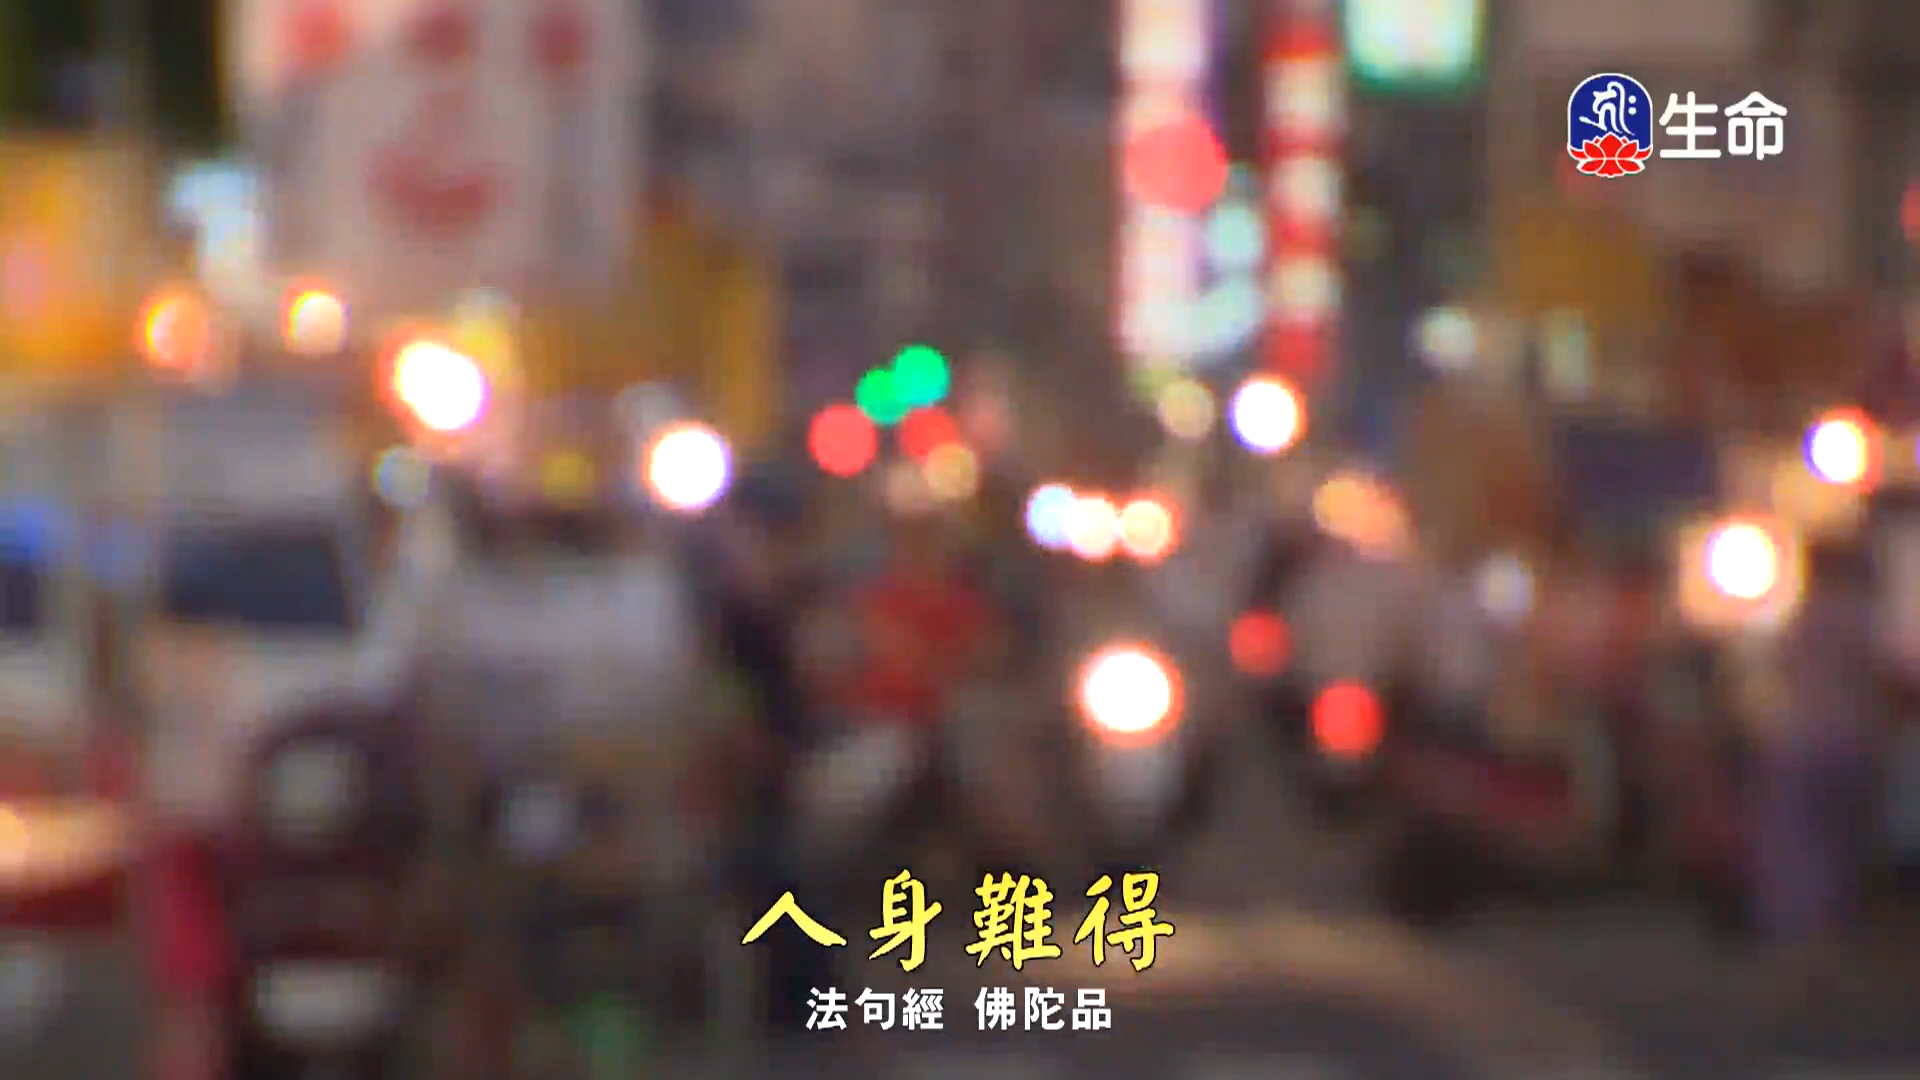 生命
人身難得
法句經 佛陀品